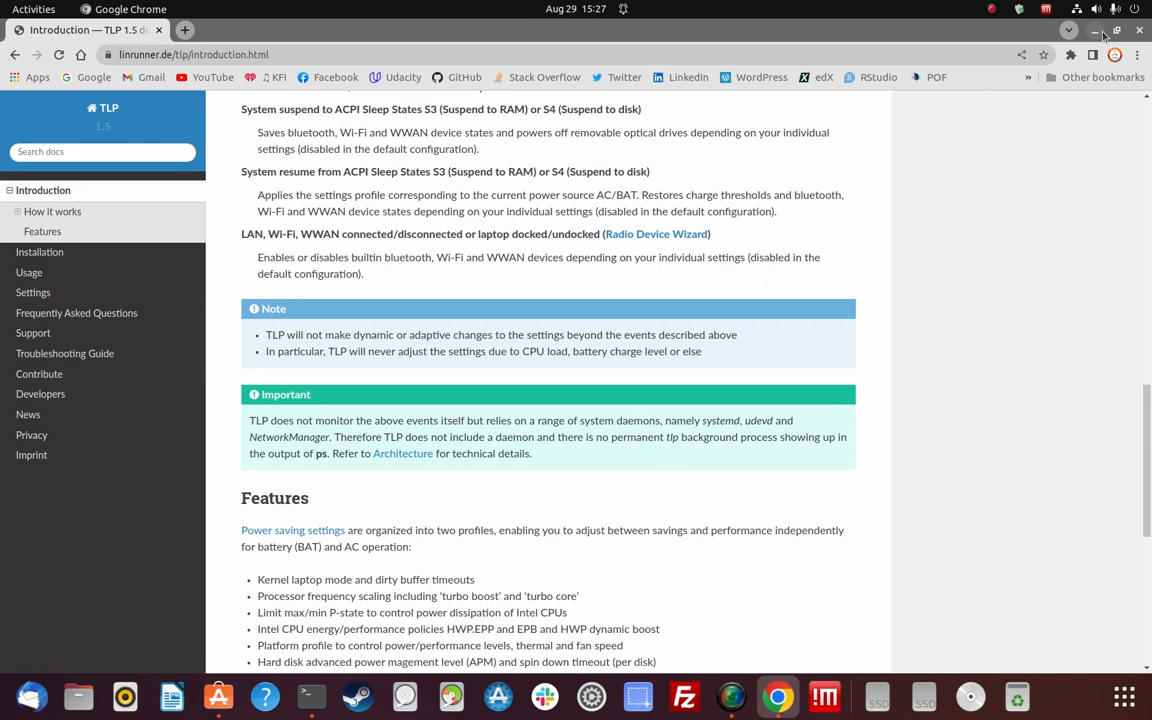 Activities
Google Chrome
Aug 29 15:27
Introduction — TLP 1.5 d
linrunner.de/tlp/introduction.html
Apps
Google
Gmail
YouTube
KFI
Facebook
Udacity
GitHub
Stack Overflow
Twitter
LinkedIn
WordPress
edX
RStudio
POF
»
Other bookmarks
TLP
1.5
Search docs
Introduction
How it works
Features
Installation
Usage
Settings
Frequently Asked Questions
Support
Troubleshooting Guide
Contribute
Developers
News
Privacy
Imprint
System suspend to ACPI Sleep States S3 (Suspend to RAM) or S4 (Suspend to disk)
Saves bluetooth, Wi-Fi and WWAN device states and powers off removable optical drives depending on your individual
settings (disabled in the default configuration).
System resume from ACPI Sleep States S3 (Suspend to RAM) or S4 (Suspend to disk)
Applies the settings profile corresponding to the current power source AC/BAT. Restores charge thresholds and bluetooth,
Wi-Fi and WWAN device states depending on your individual settings (disabled in the default configuration).
LAN, Wi-Fi, WWAN connected/disconnected or laptop docked/undocked (Radio Device Wizard)
Enables or disables builtin bluetooth, Wi-Fi and WWAN devices depending on your individual settings (disabled in the
default configuration).
Note
• TLP will not make dynamic or adaptive changes to the settings beyond the events described above
• In particular, TLP will never adjust the settings due to CPU load, battery charge level or else
Important
TLP does not monitor the above events itself but relies on a range of system daemons, namely systemd, udevd and
NetworkManager. Therefore TLP does not include a daemon and there is no permanent tlp background process showing up in
the output of ps. Refer to Architecture for technical details.
Features
Power saving settings are organized into two profiles, enabling you to adjust between savings and performance independently
for battery (BAT) and AC operation:
• Kernel laptop mode and dirty buffer timeouts
• Processor frequency scaling including ‘turbo boost’ and ‘turbo core’
• Limit max/min P-state to control power dissipation of Intel CPUs
• Intel CPU energy/performance policies HWP.EPP and EPB and HWP dynamic boost
• Platform profile to control power/performance levels, thermal and fan speed
• Hard disk advanced power magement level (APM) and spin down timeout (per disk)